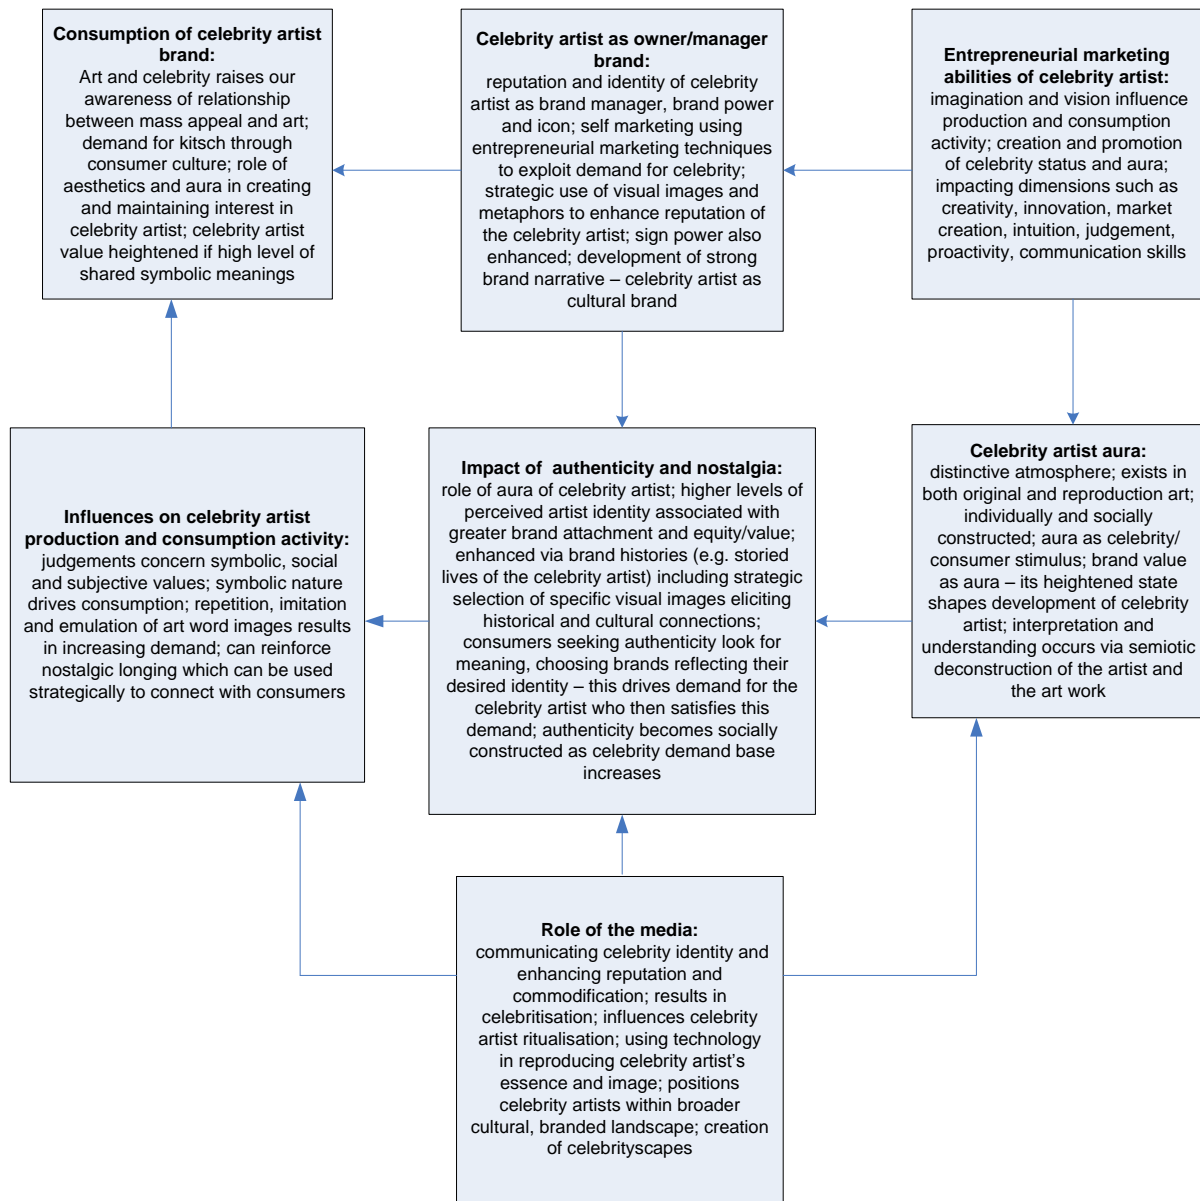 Consumption of celebrity artist
brand:
Art and celebrity raises our
awareness of relationship
between mass appeal and art;
demand for kitsch through
consumer culture; role of
aesthetics and aura in creating
and maintaining interest in
celebrity artist; celebrity artist
value heightened if high level of
shared symbolic meanings
Celebrity artist as owner/manager
brand:
reputation and identity of celebrity
artist as brand manager, brand power
and icon; self marketing using
entrepreneurial marketing techniques
to exploit demand for celebrity;
strategic use of visual images and
metaphors to enhance reputation of
the celebrity artist; sign power also
enhanced; development of strong
brand narrative – celebrity artist as
cultural brand
Entrepreneurial marketing
abilities of celebrity artist:
imagination and vision influence
production and consumption
activity; creation and promotion
of celebrity status and aura;
impacting dimensions such as
creativity, innovation, market
creation, intuition, judgement,
proactivity, communication skills
Influences on celebrity artist
production and consumption activity:
judgements concern symbolic, social
and subjective values; symbolic nature
drives consumption; repetition, imitation
and emulation of art word images results
in increasing demand; can reinforce
nostalgic longing which can be used
strategically to connect with consumers
Impact of  authenticity and nostalgia:
role of aura of celebrity artist; higher levels of
perceived artist identity associated with
greater brand attachment and equity/value;
enhanced via brand histories (e.g. storied
lives of the celebrity artist) including strategic
selection of specific visual images eliciting
historical and cultural connections;
consumers seeking authenticity look for
meaning, choosing brands reflecting their
desired identity – this drives demand for the
celebrity artist who then satisfies this
demand; authenticity becomes socially
constructed as celebrity demand base
increases
Celebrity artist aura:
distinctive atmosphere; exists in
both original and reproduction art;
individually and socially
constructed; aura as celebrity/
consumer stimulus; brand value
as aura – its heightened state
shapes development of celebrity
artist; interpretation and
understanding occurs via semiotic
deconstruction of the artist and
the art work
Role of the media:
communicating celebrity identity and
enhancing reputation and
commodification; results in
celebritisation; influences celebrity
artist ritualisation; using technology
in reproducing celebrity artist's
essence and image; positions
celebrity artists within broader
cultural, branded landscape; creation
of celebrityscapes